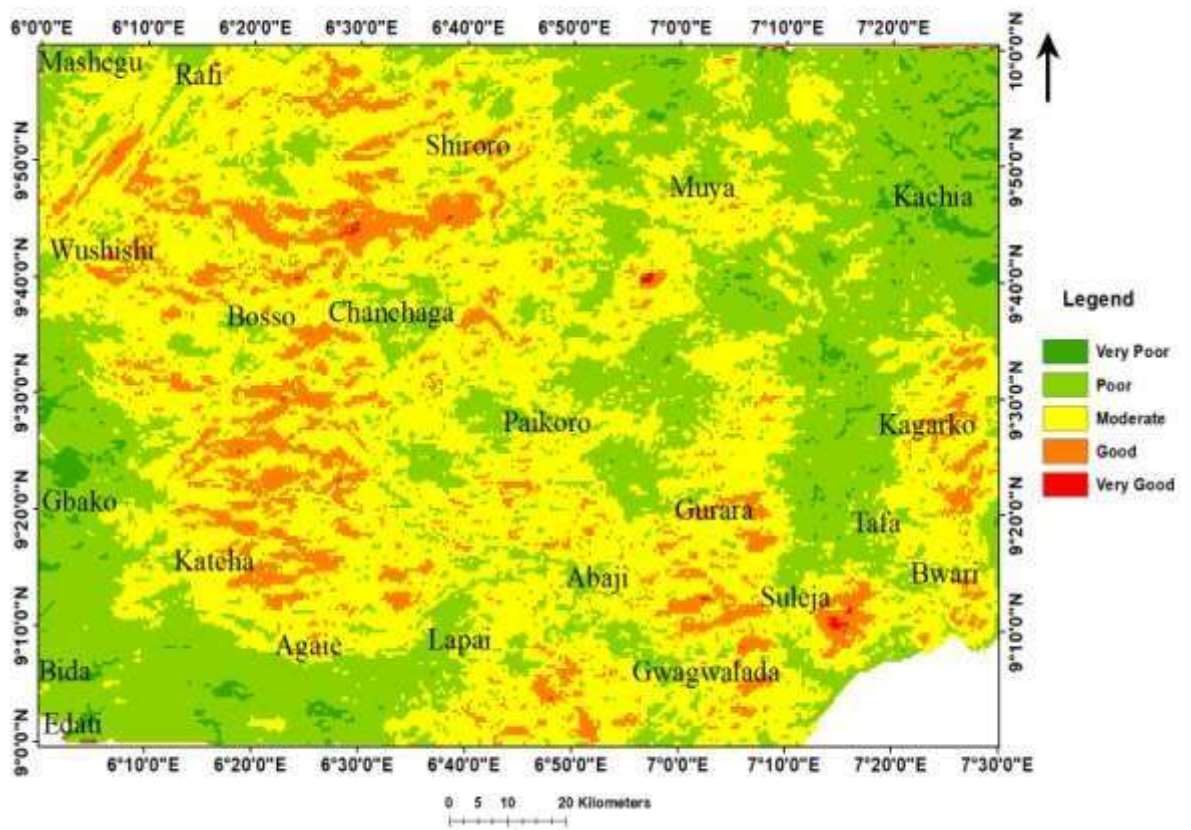 6°0'0"E 6°10'0"E 6°20'0"E 6°30'0"E 6°40'0"E 6°50'0"E 7°0'0"E 7°10'0"E 7°20'0"E
10°0'0"N
Mashegu
Rafi
Shiroro
9°50'0"N
9°50'0"N
Muya
Kachia
Wushishi
9°40'0"N
9°40'0"N
Bosso
Chanchaga
Legend
Very Poor
Poor
Moderate
Good
Very Good
9°30'0"N
9°30'0"N
Paikoro
Kagarko
Gbako
9°20'0"N
9°20'0"N
Gurara
Tafa
Katcha
Abaji
Bwari
Suleja
9°10'0"N
9°10'0"N
Agaie
Lapai
Bida
Gwagwalada
Edati
9°0'0"N
6°10'0"E 6°20'0"E 6°30'0"E 6°40'0"E 6°50'0"E 7°0'0"E 7°10'0"E 7°20'0"E 7°30'0"E
0 5 10 20 Kilometers